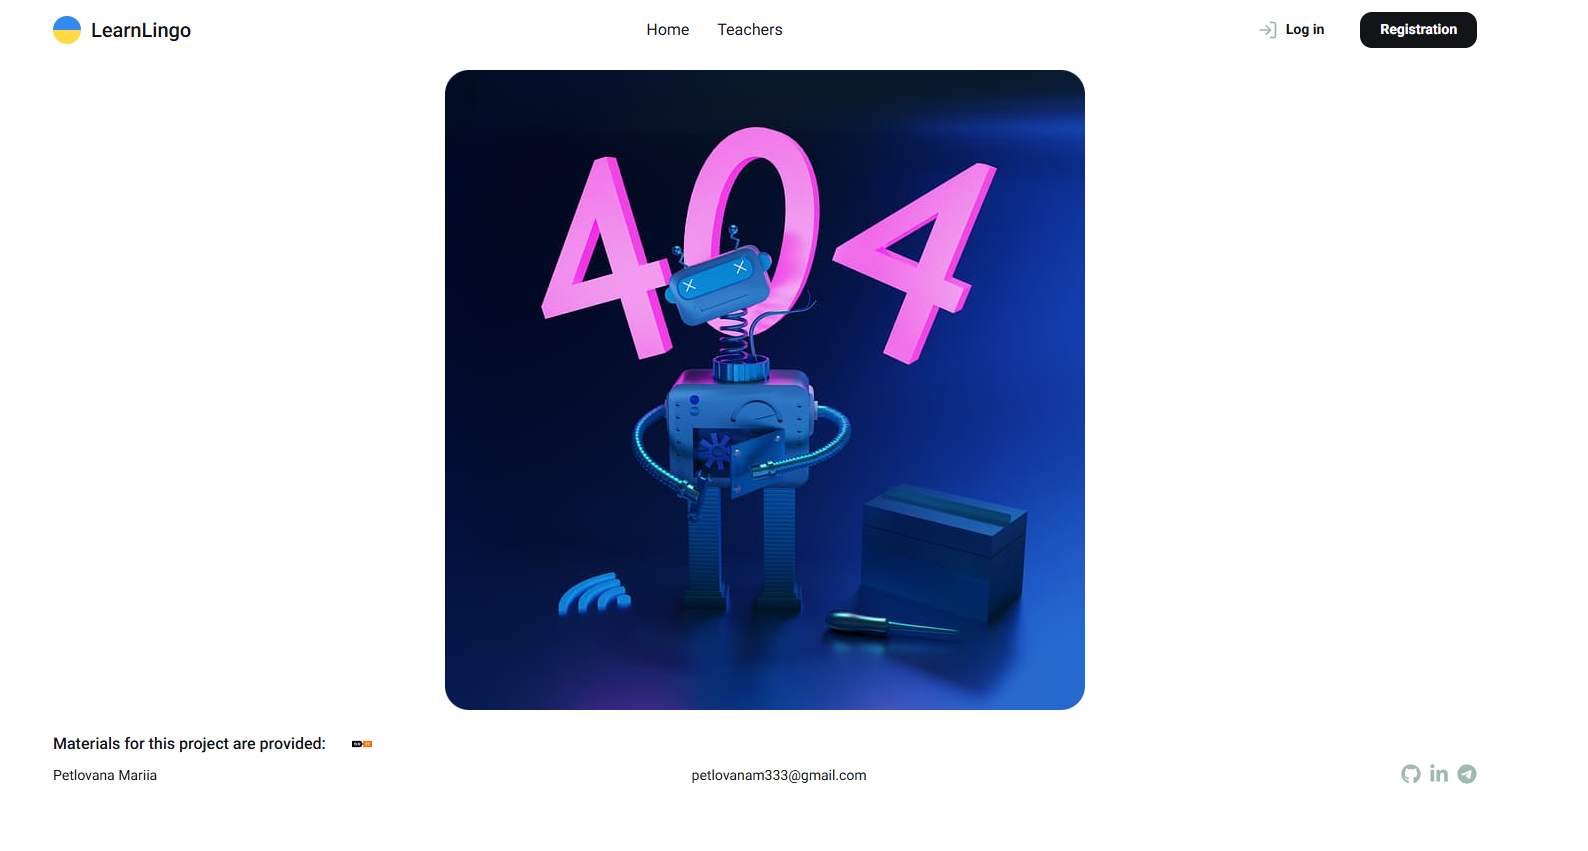 LearnLingo
Home
Teachers
Log in
Registration
404
Materials for this project are provided:
Petlovana Mariia
petlovanam333@gmail.com
in